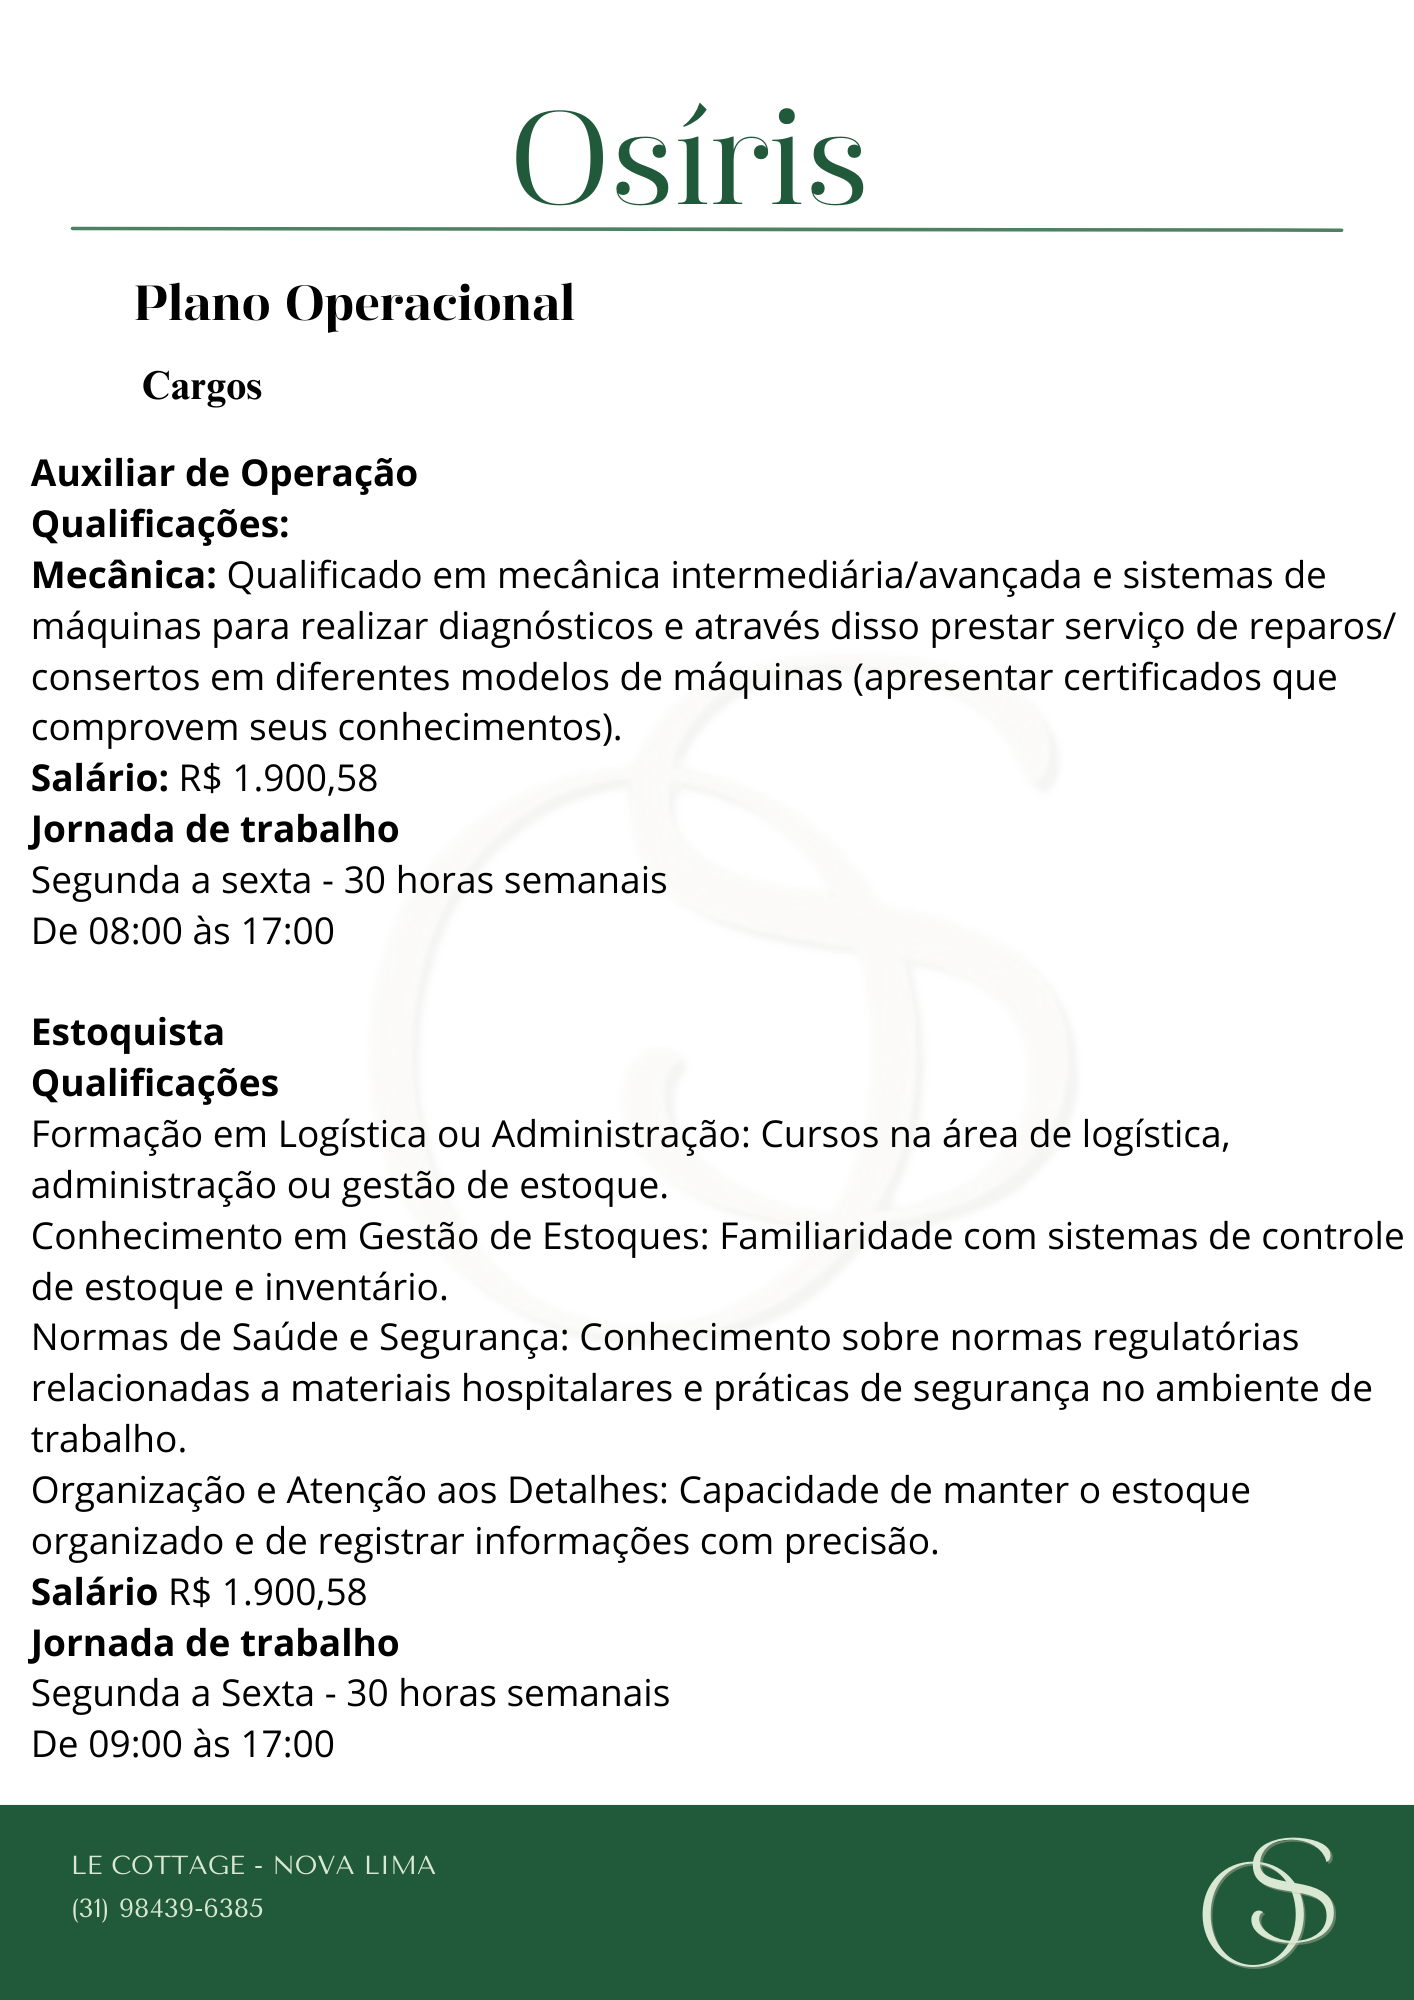 Osíris
Plano Operacional
Cargos
Auxiliar de Operação
Qualificações:
Mecânica: Qualificado em mecânica intermediária/avançada e sistemas de
máquinas para realizar diagnósticos e através disso prestar serviço de reparos/
consertos em diferentes modelos de máquinas (apresentar certificados que
comprovem seus conhecimentos).
Salário: R$ 1.900,58
Jornada de trabalho
Segunda a sexta - 30 horas semanais
De 08:00 às 17:00
Estoquista
Qualificações
Formação em Logística ou Administração: Cursos na área de logística,
administração ou gestão de estoque.
Conhecimento em Gestão de Estoques: Familiaridade com sistemas de controle
de estoque e inventário.
Normas de Saúde e Segurança: Conhecimento sobre normas regulatórias
relacionadas a materiais hospitalares e práticas de segurança no ambiente de
trabalho.
Organização e Atenção aos Detalhes: Capacidade de manter o estoque
organizado e de registrar informações com precisão.
Salário R$ 1.900,58
Jornada de trabalho
Segunda a Sexta - 30 horas semanais
De 09:00 às 17:00
LE COTTAGE - NOVA LIMA
(31) 98439-6385
OS